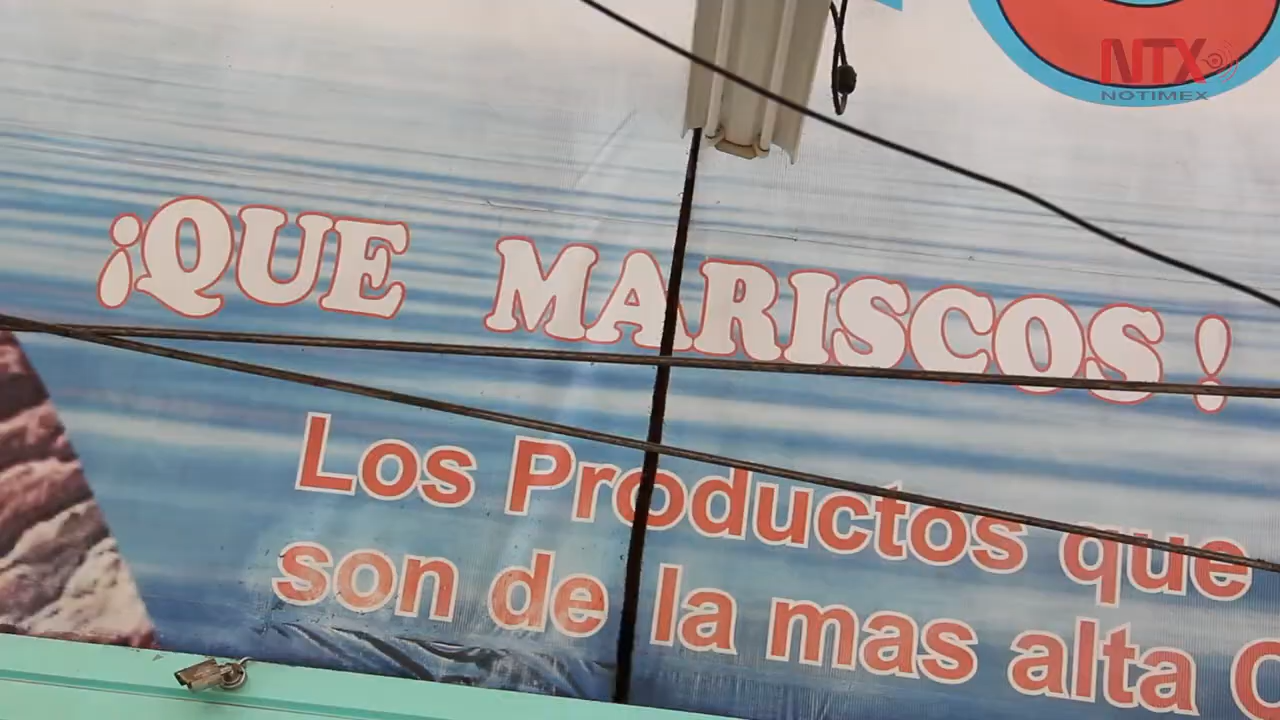 NTX
NOTIMEX
¡QUE MARISCOS!
Los Productos que
son de la mas alta